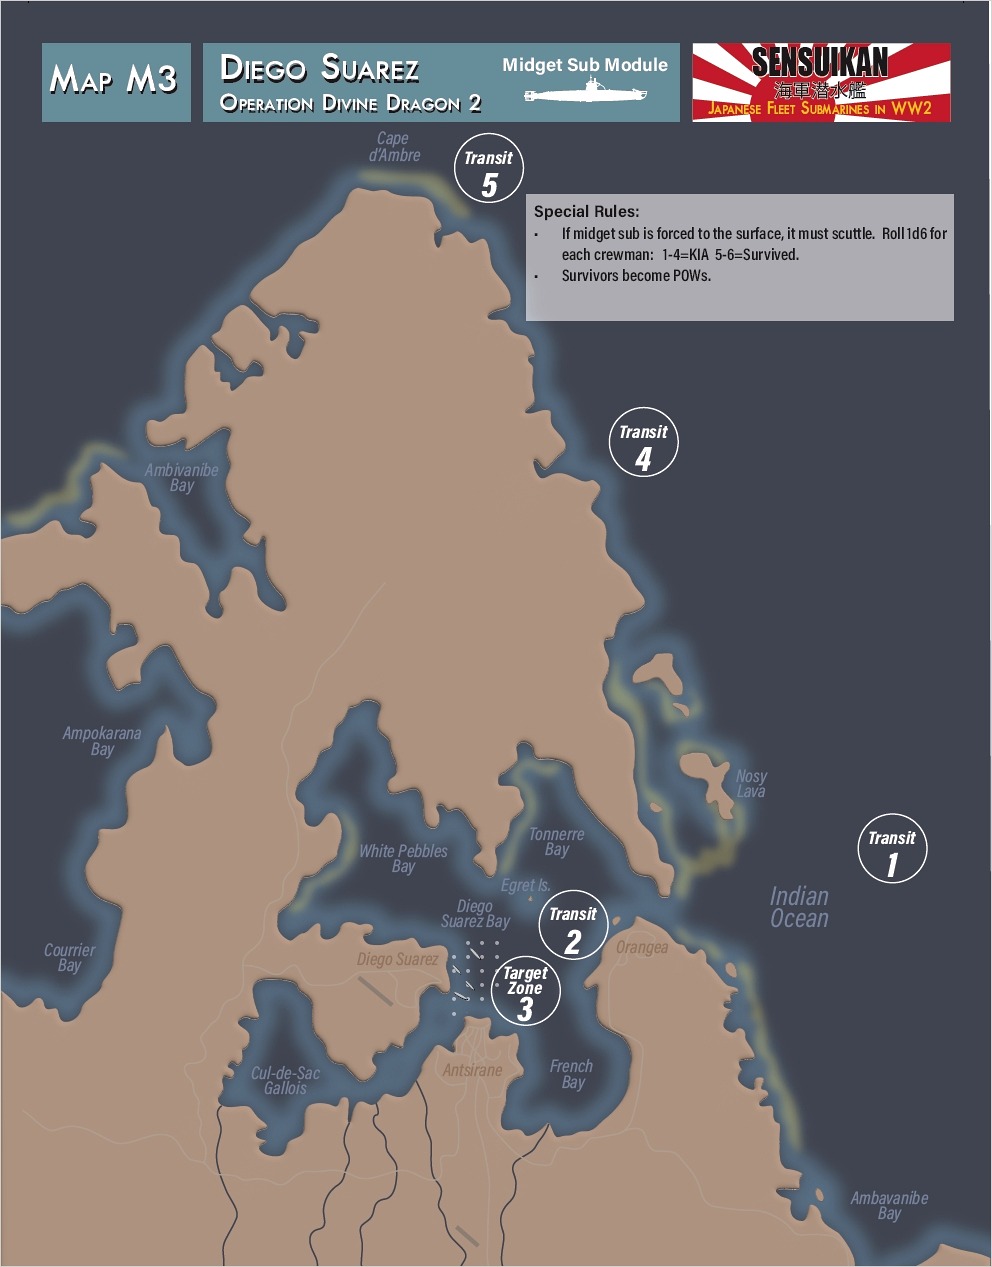 MAP M3
DIEGO SUAREZ
OPERATION DIVINE DRAGON 2
Midget Sub Module
SENSUIKAN
海軍潜水艦
JAPANESE FLEET SUBMARINES IN WW2
Cape
d'Ambre
Transit
5
Special Rules:
• If midget sub is forced to the surface, it must scuttle. Roll 1d6 for
each crewman: 1-4=KIA 5-6=Survived.
• Survivors become POWs.
Transit
4
Ambivanibe
Bay
Ampokarana
Bay
Nosy
Lava
Transit
1
White Pebbles
Bay
Tonnerre
Bay
Egret Is.
Indian
Ocean
Diego
Suarez Bay
Transit
2
Courrier
Bay
Diego Suarez
Orangea
Target
Zone
3
Cul-de-Sac
Gallois
Antsirane
French
Bay
Ambavanibe
Bay